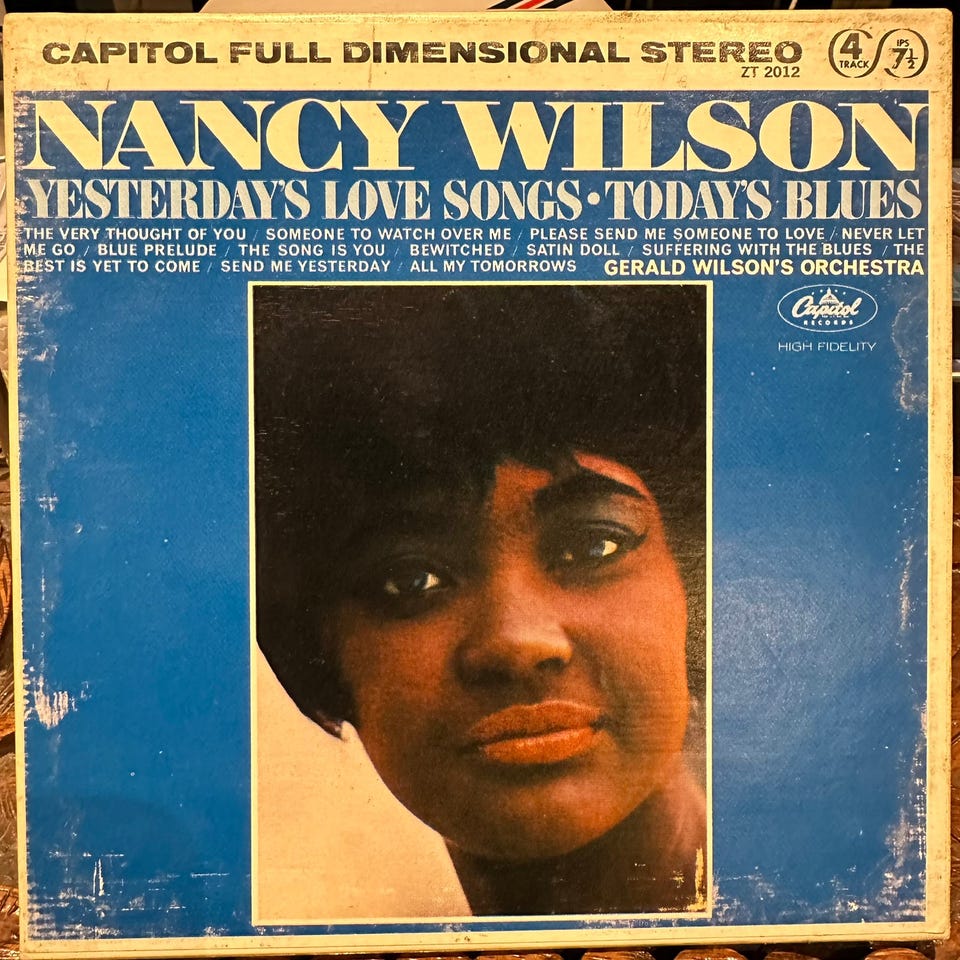 CAPITOL FULL DIMENSIONAL STEREO
ZT 2012
4 TRACK
IPS 7½
NANCY WILSON
YESTERDAY'S LOVE SONGS • TODAY'S BLUES
THE VERY THOUGHT OF YOU / SOMEONE TO WATCH OVER ME / PLEASE SEND ME SOMEONE TO LOVE / NEVER LET
ME GO / BLUE PRELUDE / THE SONG IS YOU / BEWITCHED / SATIN DOLL / SUFFERING WITH THE BLUES / THE
BEST IS YET TO COME / SEND ME YESTERDAY / ALL MY TOMORROWS GERALD WILSON'S ORCHESTRA
Capitol
RECORDS
HIGH FIDELITY